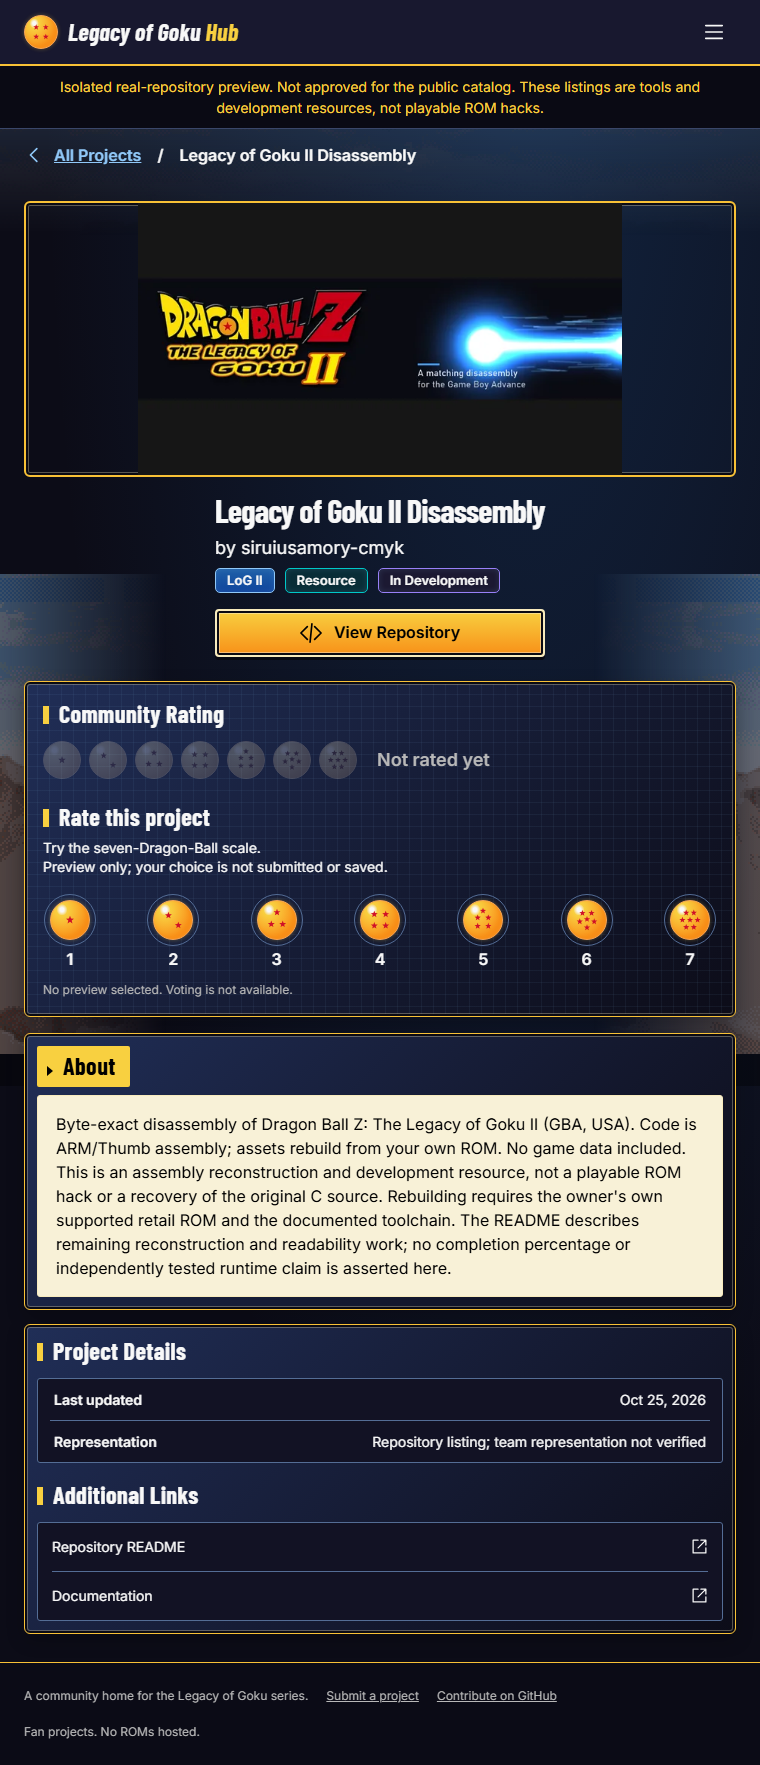 Legacy of Goku Hub
Isolated real-repository preview. Not approved for the public catalog. These listings are tools and
development resources, not playable ROM hacks.
All Projects / Legacy of Goku II Disassembly
DRAGONBALL Z
THE LEGACY OF
GOKU II
A matching disassembly
for the Game Boy Advance
Legacy of Goku II Disassembly
by siruiusamory-cmyk
LoG II Resource In Development
View Repository
Community Rating
Not rated yet
Rate this project
Try the seven-Dragon-Ball scale.
Preview only; your choice is not submitted or saved.
1 2 3 4 5 6 7
No preview selected. Voting is not available.
About
Byte-exact disassembly of Dragon Ball Z: The Legacy of Goku II (GBA, USA). Code is
ARM/Thumb assembly; assets rebuild from your own ROM. No game data included.
This is an assembly reconstruction and development resource, not a playable ROM
hack or a recovery of the original C source. Rebuilding requires the owner's own
supported retail ROM and the documented toolchain. The README describes
remaining reconstruction and readability work; no completion percentage or
independently tested runtime claim is asserted here.
Project Details
Last updated Oct 25, 2026
Representation Repository listing; team representation not verified
Additional Links
Repository README
Documentation
A community home for the Legacy of Goku series. Submit a project Contribute on GitHub
Fan projects. No ROMs hosted.